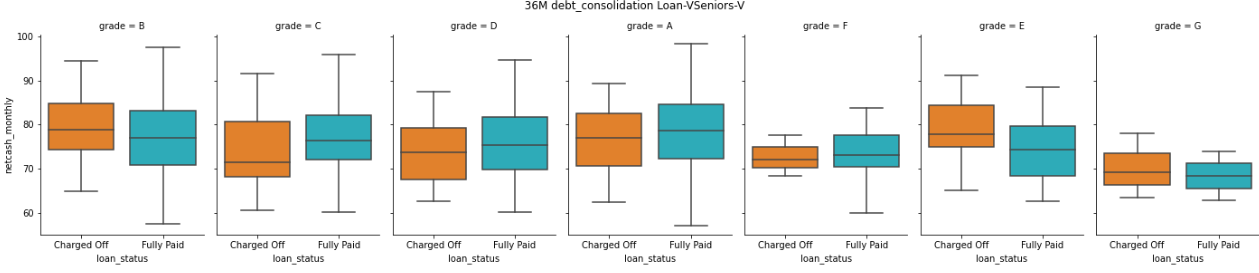 36M debt_consolidation Loan-VSeniors-V
grade = B
grade = C
grade = D
grade = A
grade = F
grade = E
grade = G
netcash_monthly
100
90
80
70
60
Charged Off Fully Paid
Charged Off Fully Paid
Charged Off Fully Paid
Charged Off Fully Paid
Charged Off Fully Paid
Charged Off Fully Paid
Charged Off Fully Paid
loan_status
loan_status
loan_status
loan_status
loan_status
loan_status
loan_status